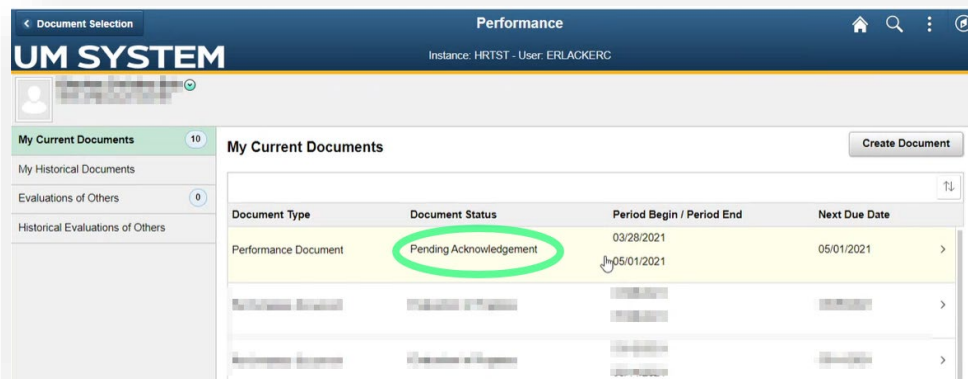 Document Selection
Performance
UM SYSTEM
Instance: HRTST - User: ERLACKERC
My Current Documents 10
My Historical Documents
Evaluations of Others 0
Historical Evaluations of Others
My Current Documents
Create Document
Document Type Document Status Period Begin / Period End Next Due Date
Performance Document Pending Acknowledgement 03/28/2021 05/01/2021
05/01/2021